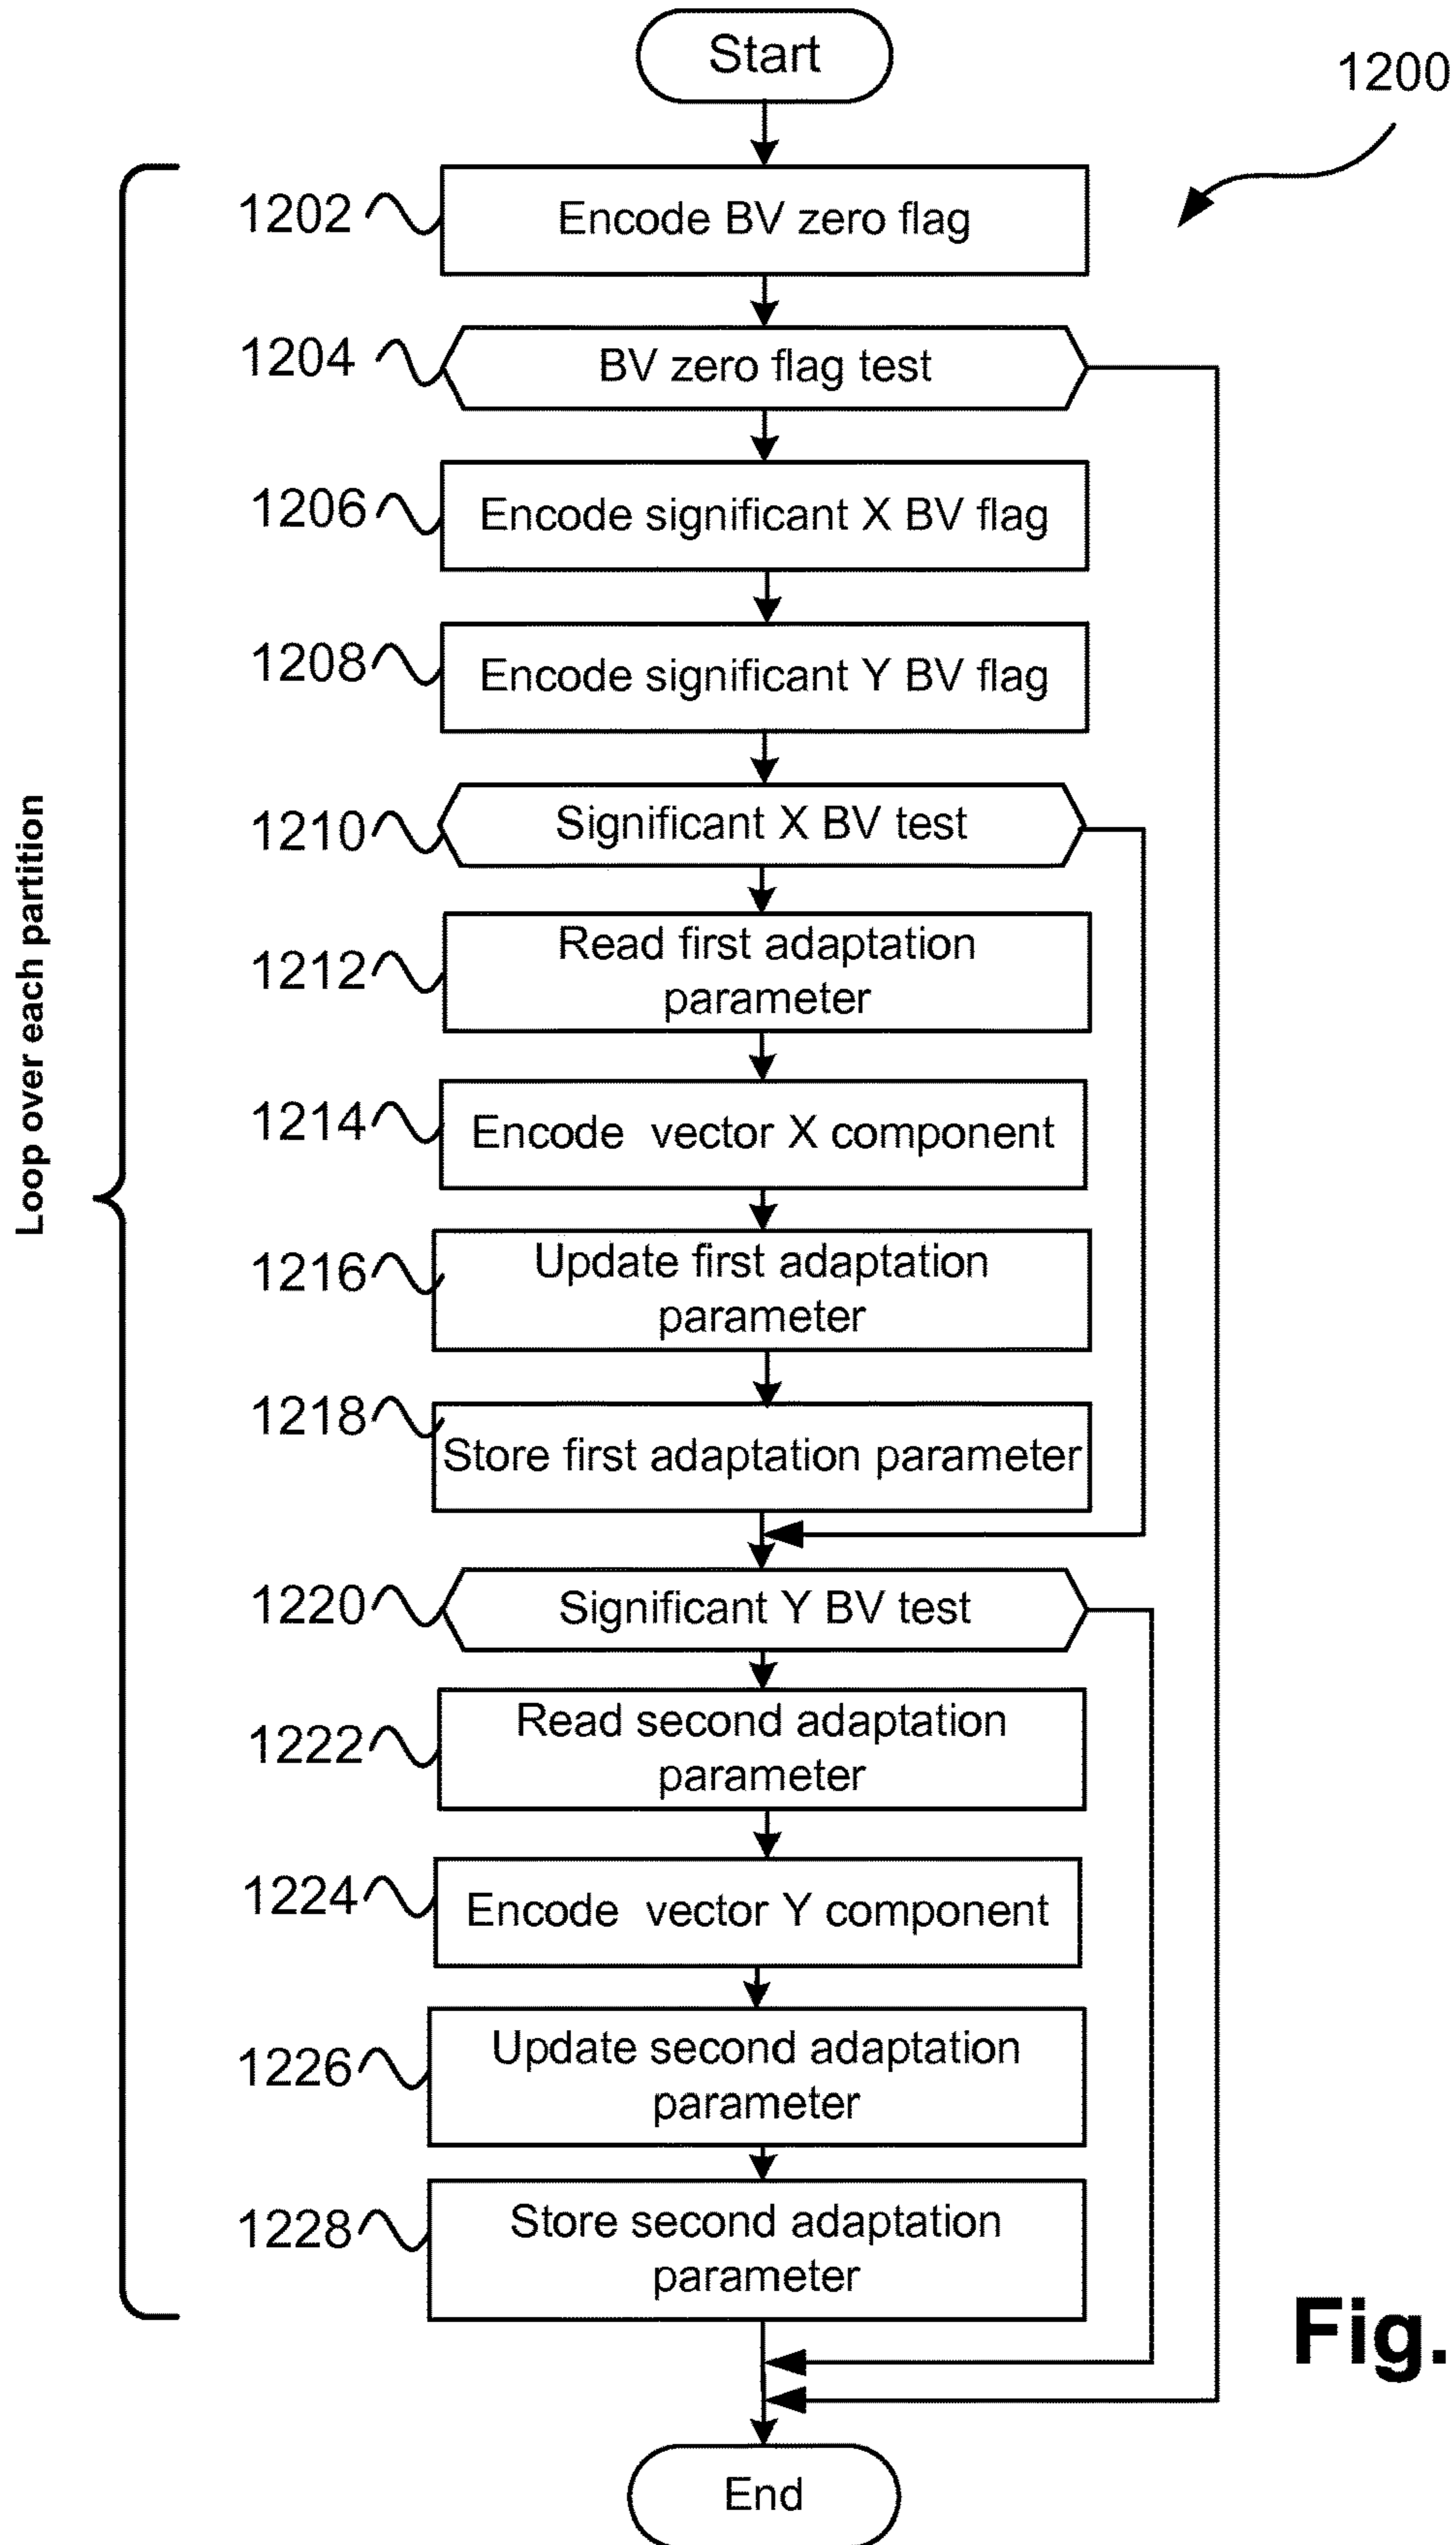 Start
1200
1202
Encode BV zero flag
1204
BV zero flag test
1206
Encode significant X BV flag
1208
Encode significant Y BV flag
1210
Significant X BV test
Loop over each partition
1212
Read first adaptation
parameter
1214
Encode vector X component
1216
Update first adaptation
parameter
1218
Store first adaptation parameter
1220
Significant Y BV test
1222
Read second adaptation
parameter
1224
Encode vector Y component
1226
Update second adaptation
parameter
1228
Store second adaptation
parameter
Fig.
End